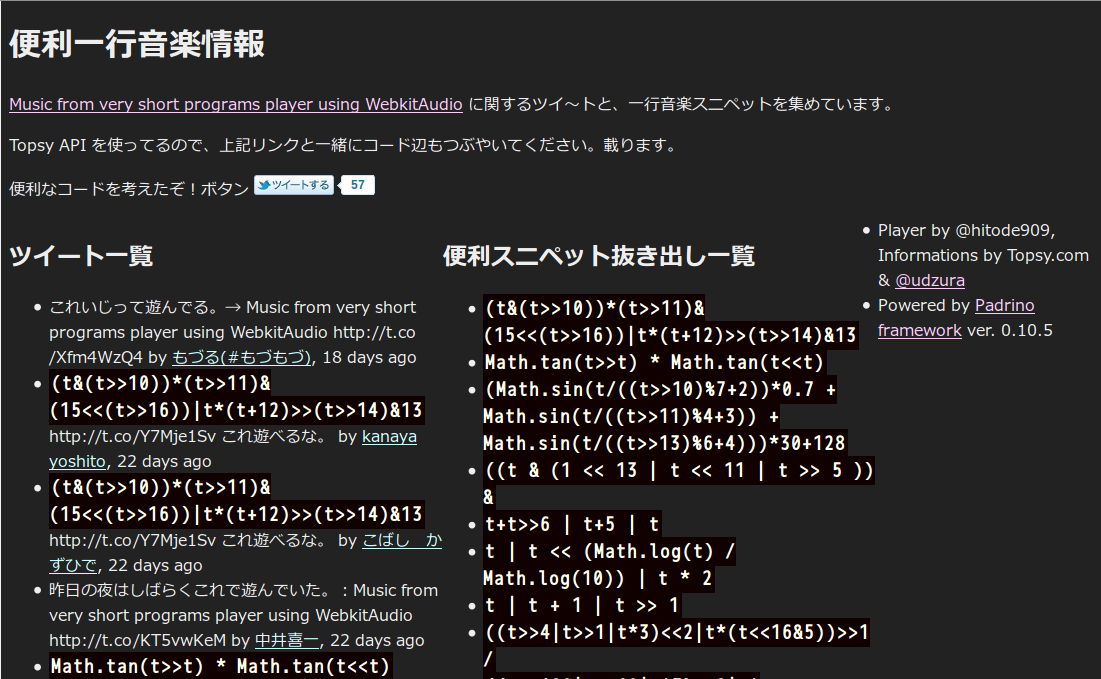 便利一行音楽情報
Music from very short programs player using WebkitAudio に関するツイ〜トと、一行音楽スニペットを集めています。
Topsy API を使ってるので、上記リンクと一緒にコード辺もつぶやいてください。載ります。
便利なコードを考えたぞ！ボタン ツイートする 57
ツイート一覧
これいじって遊んでる。→ Music from very short
programs player using WebkitAudio http://t.co
/Xfm4WzQ4 by もづる(#もづもづ), 18 days ago
(t&(t>>10))*(t>>11)&
(15<<(t>>16))|t*(t+12)>>(t>>14)&13
http://t.co/Y7Mje1Sv これ遊べるな。 by kanaya
yoshito, 22 days ago
(t&(t>>10))*(t>>11)&
(15<<(t>>16))|t*(t+12)>>(t>>14)&13
http://t.co/Y7Mje1Sv これ遊べるな。 by こばし　か
ずひで, 22 days ago
昨日の夜はしばらくこれで遊んでいた。 : Music from
very short programs player using WebkitAudio
http://t.co/KT5vwKeM by 中井喜一, 22 days ago
Math.tan(t>>t) * Math.tan(t<<t)
便利スニペット抜き出し一覧
(t&(t>>10))*(t>>11)&
(15<<(t>>16))|t*(t+12)>>(t>>14)&13
Math.tan(t>>t) * Math.tan(t<<t)
(Math.sin(t/((t>>10)%7+2))*0.7 +
Math.sin(t/((t>>11)%4+3)) +
Math.sin(t/((t>>13)%6+4)))*30+128
((t & (1 << 13 | t << 11 | t >> 5 ))
&
t+t>>6 | t+5 | t
t | t << (Math.log(t) /
Math.log(10)) | t * 2
t | t + 1 | t >> 1
((t>>4|t>>1|t*3)<<2|t*(t<<16&5))>>1
/
Player by @hitode909,
Informations by Topsy.com
& @udzura
Powered by Padrino
framework ver. 0.10.5